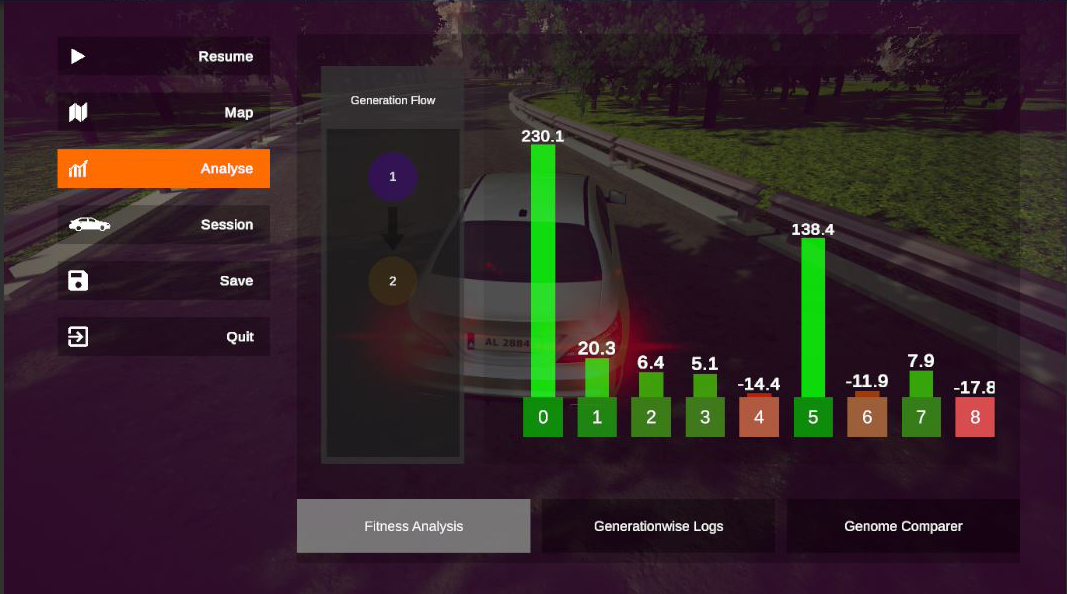 Resume
Map
Analyse
Session
Save
Quit
Generation Flow
1
2
230.1
138.4
20.3
6.4
5.1
-14.4
-11.9
7.9
-17.8
0
1
2
3
4
5
6
7
8
AL 2884
Fitness Analysis
Generationwise Logs
Genome Comparer